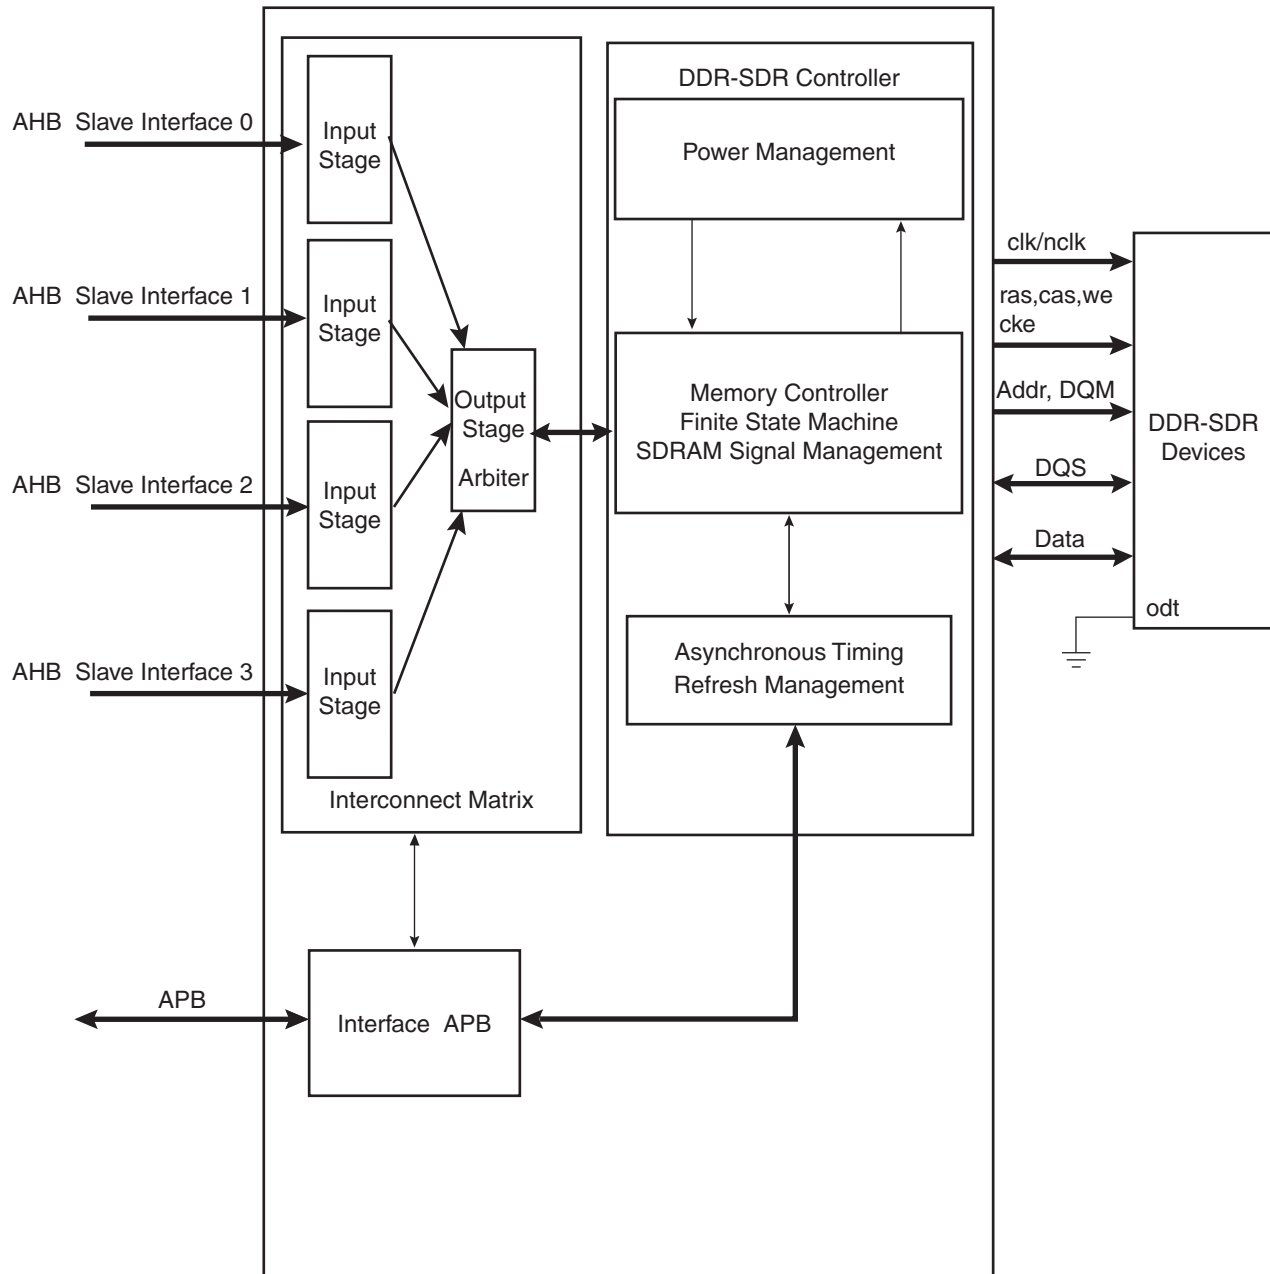 DDR-SDR Controller
AHB Slave Interface 0
Input
Stage
Power Management
AHB Slave Interface 1
Input
Stage
clk/nclk
ras,cas,we
cke
Addr, DQM
DQS
Data
odt
DDR-SDR
Devices
Output
Stage
Arbiter
Memory Controller
Finite State Machine
SDRAM Signal Management
AHB Slave Interface 2
Input
Stage
AHB Slave Interface 3
Input
Stage
Asynchronous Timing
Refresh Management
Interconnect Matrix
APB
Interface APB